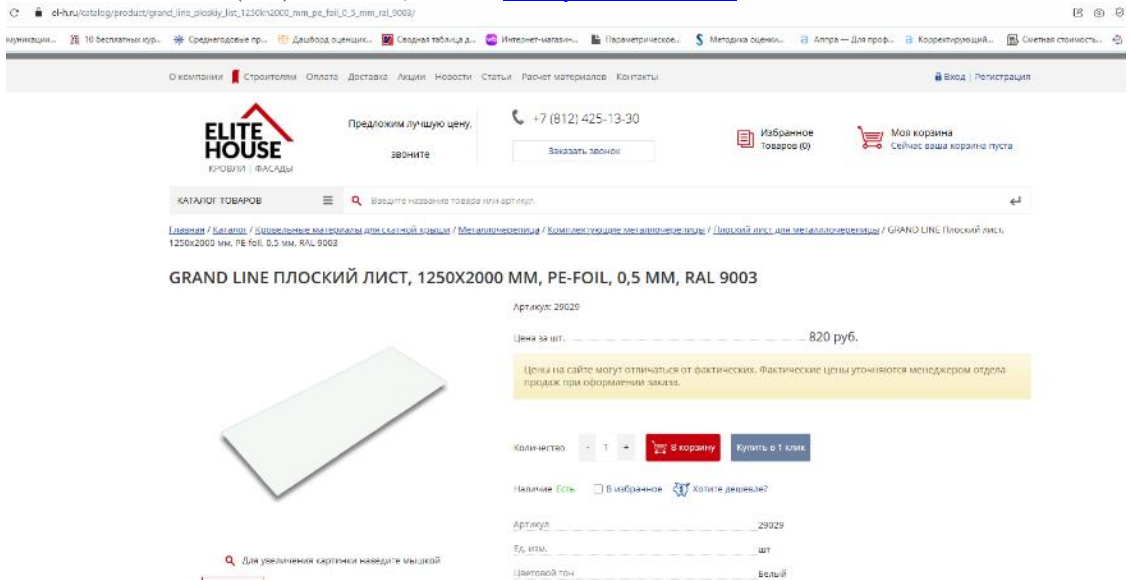 el-h.ru/catalog/product/grand_line_ploskiy_list_1250kh2000_mm_pe_foil_0_5_mm_ral_9003/
муникации... 10 бесплатных кур... Среднегодовые пр... Дашборд оценщик... Сводная таблица д... Интернет-магазин... Параметрическое... Методика оценки... Аппра — Для проф... Корректирующий... Сметная стоимость...
О компании Строителям Оплата Доставка Акции Новости Статьи Расчет материалов Контакты Вход | Регистрация
ELITE HOUSE
КРОВЛИ | ФАСАДЫ
Предложим лучшую цену,
звоните
+7 (812) 425-13-30
Заказать звонок
Избранное
Товаров (0)
Моя корзина
Сейчас ваша корзина пуста
КАТАЛОГ ТОВАРОВ Введите название товара или артикул
Главная / Каталог / Кровельные материалы для скатной крыши / Металлочерепица / Комплектующие металлочерепицы / Плоский лист для металлочерепицы / GRAND LINE Плоский лист,
1250x2000 мм, PE-foil, 0,5 мм, RAL 9003
GRAND LINE ПЛОСКИЙ ЛИСТ, 1250X2000 ММ, PE-FOIL, 0,5 ММ, RAL 9003
Артикул: 29029
Цена за шт. 820 руб.
Цены на сайте могут отличаться от фактических. Фактические цены уточняются менеджером отдела
продаж при оформлении заказа.
Количество - 1 + В корзину Купить в 1 клик
Наличие Есть В избранное Хотите дешевле?
Артикул 29029
Ед. изм. шт
Для увеличения картинки наведите мышкой
Цветовой тон Белый